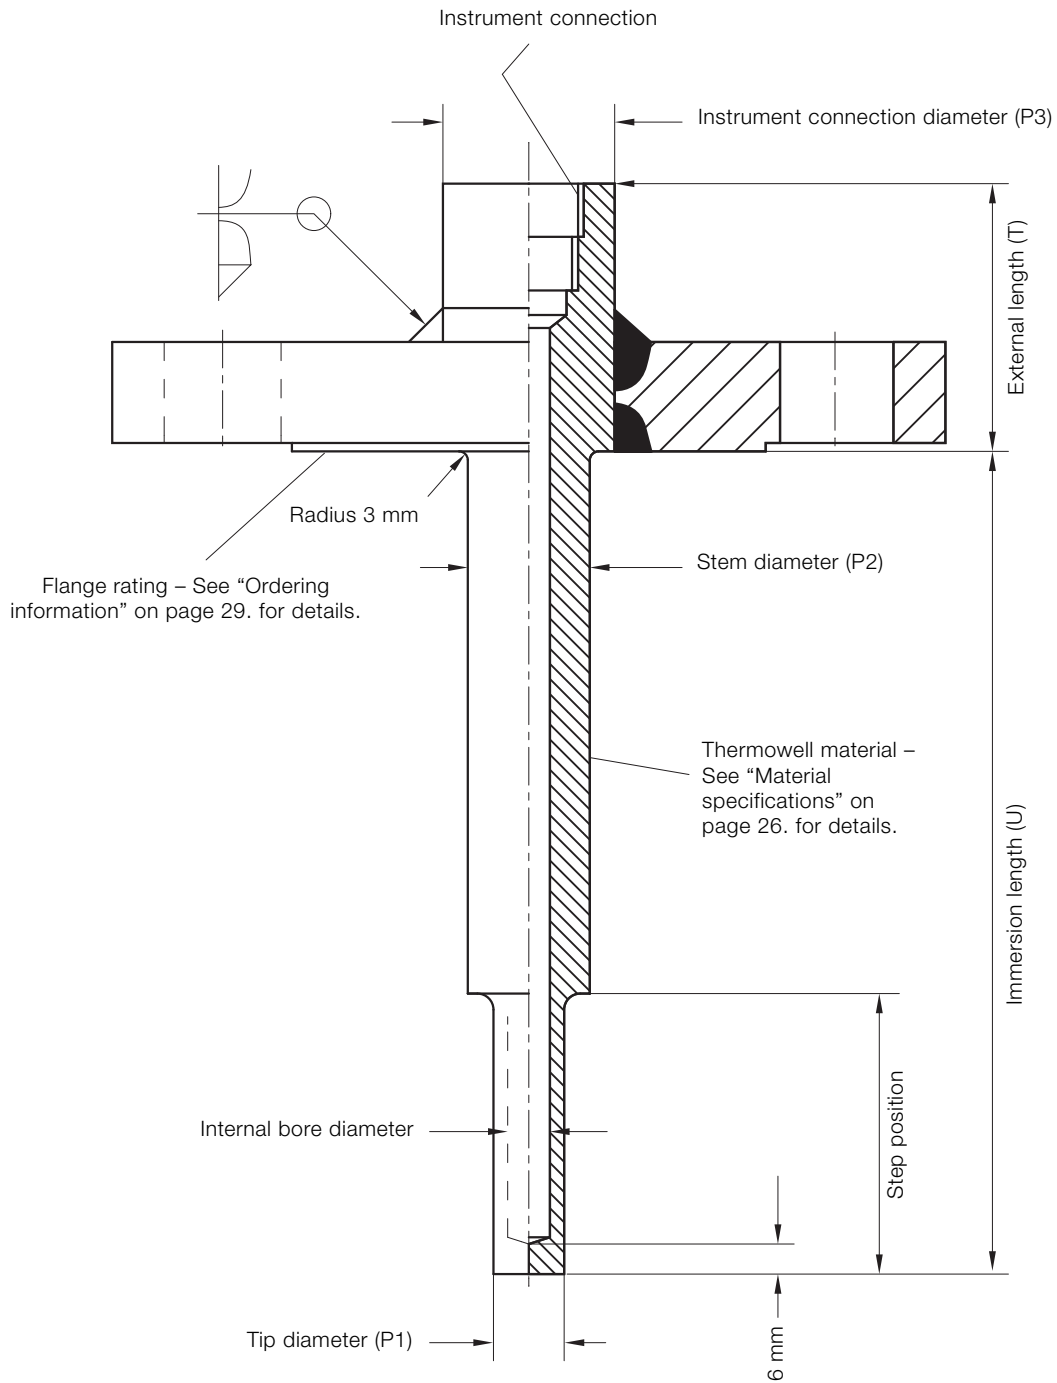 Instrument connection
Instrument connection diameter (P3)
External length (T)
Radius 3 mm
Flange rating – See “Ordering
information” on page 29. for details.
Stem diameter (P2)
Thermowell material –
See “Material
specifications” on
page 26. for details.
Immersion length (U)
Internal bore diameter
Step position
Tip diameter (P1)
6 mm